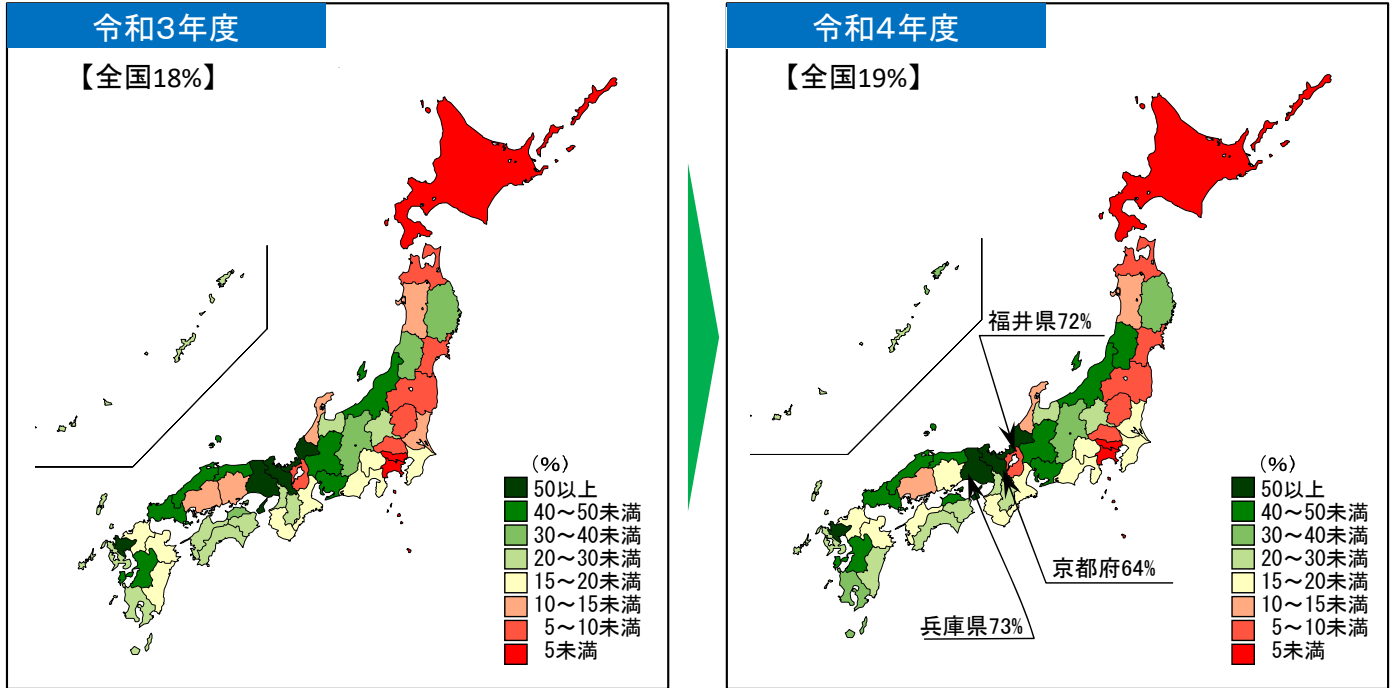 令和3年度
【全国18%】
(%)
50以上
40～50未満
30～40未満
20～30未満
15～20未満
10～15未満
5～10未満
5未満
令和4年度
【全国19%】
福井県72%
京都府64%
兵庫県73%
(%)
50以上
40～50未満
30～40未満
20～30未満
15～20未満
10～15未満
5～10未満
5未満